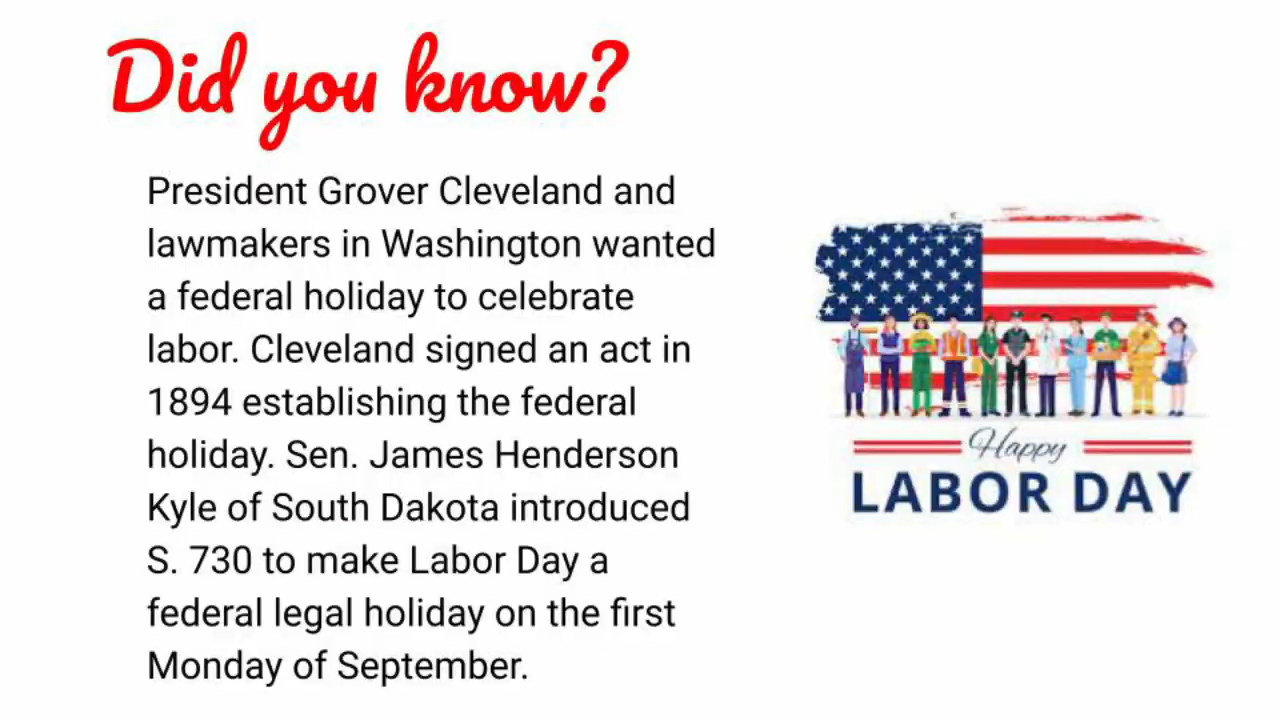 Did you know?
President Grover Cleveland and
lawmakers in Washington wanted
a federal holiday to celebrate
labor. Cleveland signed an act in
1894 establishing the federal
holiday. Sen. James Henderson
Kyle of South Dakota introduced
S. 730 to make Labor Day a
federal legal holiday on the first
Monday of September.
Happy
LABOR DAY